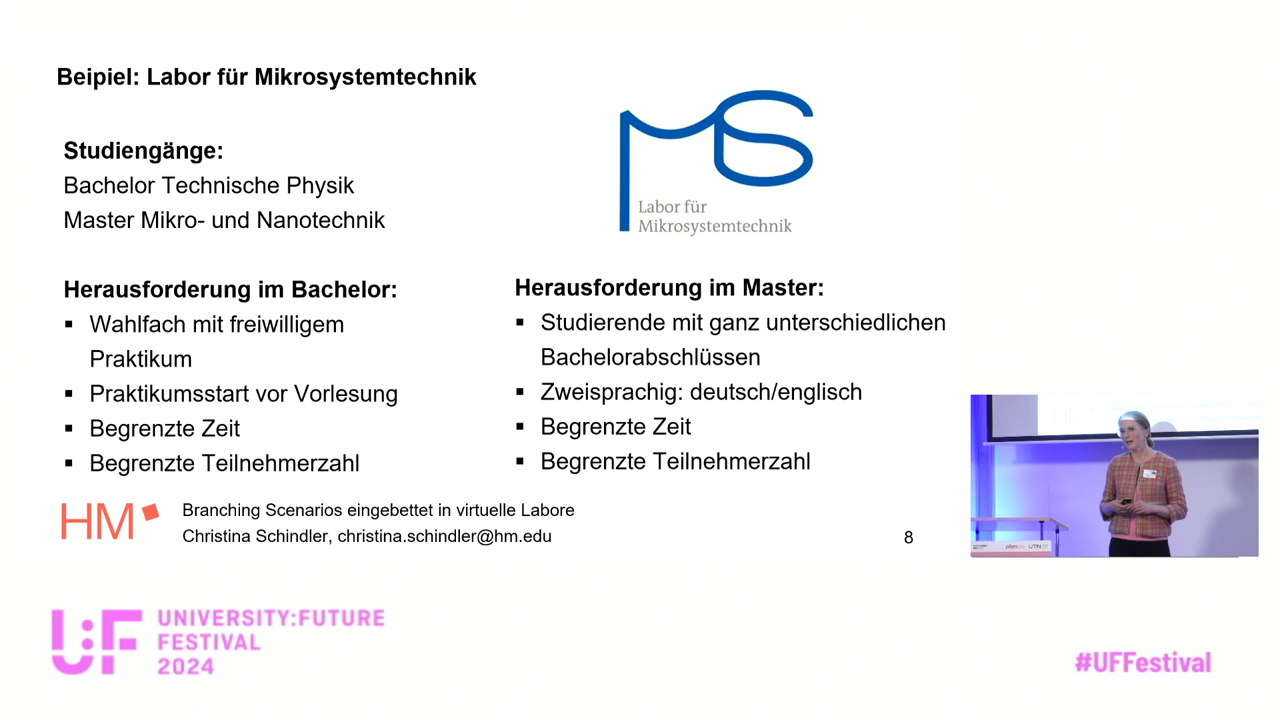 Beipiel: Labor für Mikrosystemtechnik
Labor für
Mikrosystemtechnik
Studiengänge:
Bachelor Technische Physik
Master Mikro- und Nanotechnik
Herausforderung im Bachelor:
▪ Wahlfach mit freiwilligem
Praktikum
▪ Praktikumsstart vor Vorlesung
▪ Begrenzte Zeit
▪ Begrenzte Teilnehmerzahl
Herausforderung im Master:
▪ Studierende mit ganz unterschiedlichen
Bachelorabschlüssen
▪ Zweisprachig: deutsch/englisch
▪ Begrenzte Zeit
▪ Begrenzte Teilnehmerzahl
HM
Branching Scenarios eingebettet in virtuelle Labore
Christina Schindler, christina.schindler@hm.edu
8
UTN
U:F
UNIVERSITY:FUTURE
FESTIVAL
2024
#UFFestival